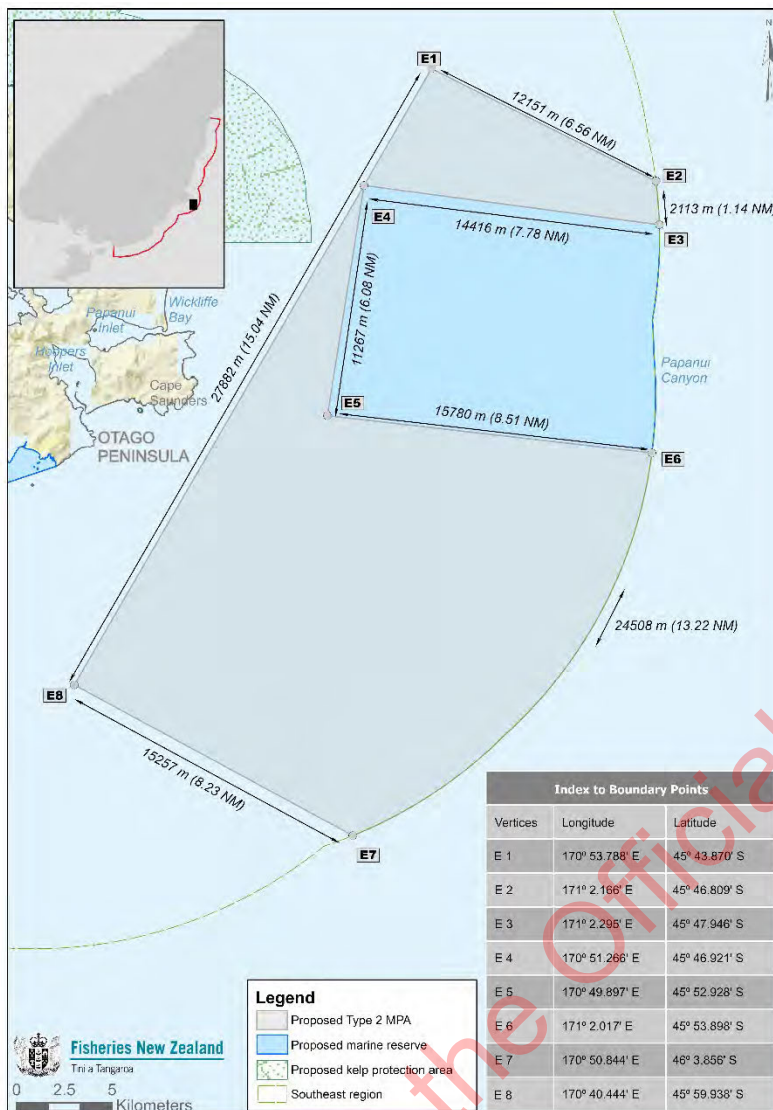 N
E1
12151 m (6.56 NM)
E2
2113 m (1.14 NM)
E4
E3
14416 m (7.78 NM)
27882 m (15.04 NM)
11267 m (6.08 NM)
Wickliffe
Bay
Papanui
Inlet
Hoopers
Inlet
Cape
Saunders
Papanui
Canyon
E5
15780 m (8.51 NM)
OTAGO
PENINSULA
E6
24508 m (13.22 NM)
E8
15257 m (8.23 NM)
E7
Index to Boundary Points
Vertices Longitude Latitude
E 1 170° 53.788' E 45° 43.870' S
E 2 171° 2.166' E 45° 46.809' S
E 3 171° 2.295' E 45° 47.946' S
E 4 170° 51.266' E 45° 46.921' S
E 5 170° 49.897' E 45° 52.928' S
E 6 171° 2.017' E 45° 53.898' S
E 7 170° 50.844' E 46° 3.856' S
E 8 170° 40.444' E 45° 59.938' S
Legend
Proposed Type 2 MPA
Proposed marine reserve
Proposed kelp protection area
Southeast region
Fisheries New Zealand
Tini a Tangaroa
0 2.5 5
Kilometers
the Official